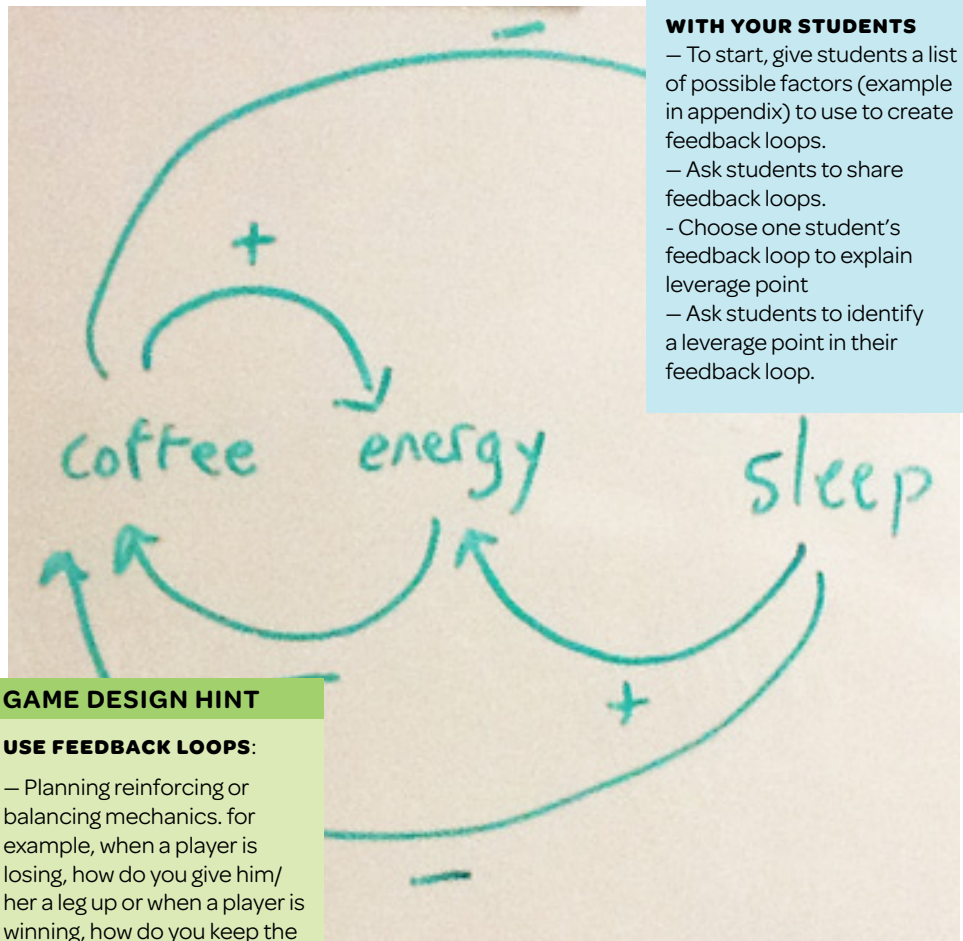 WITH YOUR STUDENTS
— To start, give students a list
of possible factors (example
in appendix) to use to create
feedback loops.
— Ask students to share
feedback loops.
- Choose one student's
feedback loop to explain
leverage point
— Ask students to identify
a leverage point in their
feedback loop.
−
+
coffee energy sleep
−
+
−
GAME DESIGN HINT
USE FEEDBACK LOOPS:
— Planning reinforcing or
balancing mechanics. for
example, when a player is
losing, how do you give him/
her a leg up or when a player is
winning, how do you keep the